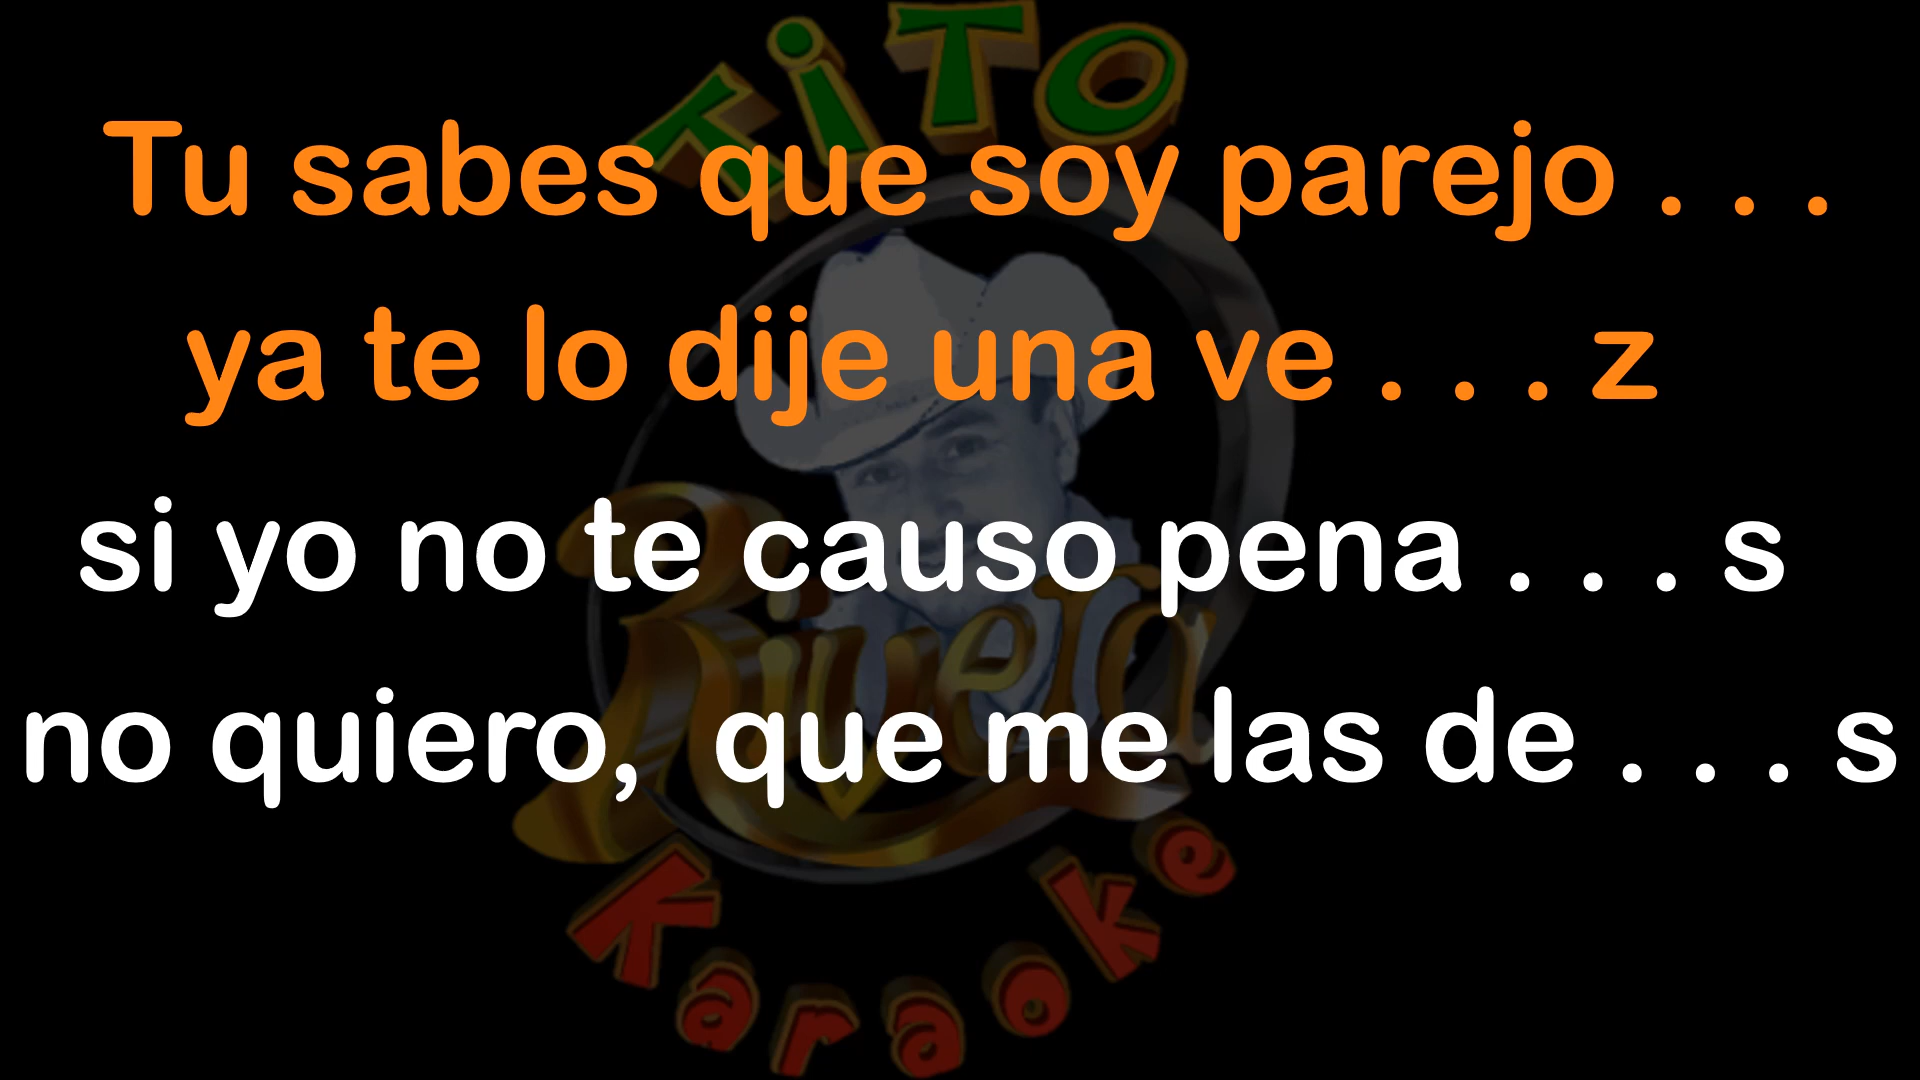 TiTO
Tu sabes que soy parejo . . .
ya te lo dije una ve . . . z
si yo no te causo pena . . . s
Rivera
no quiero,  que me las de . . . s
Karaoke